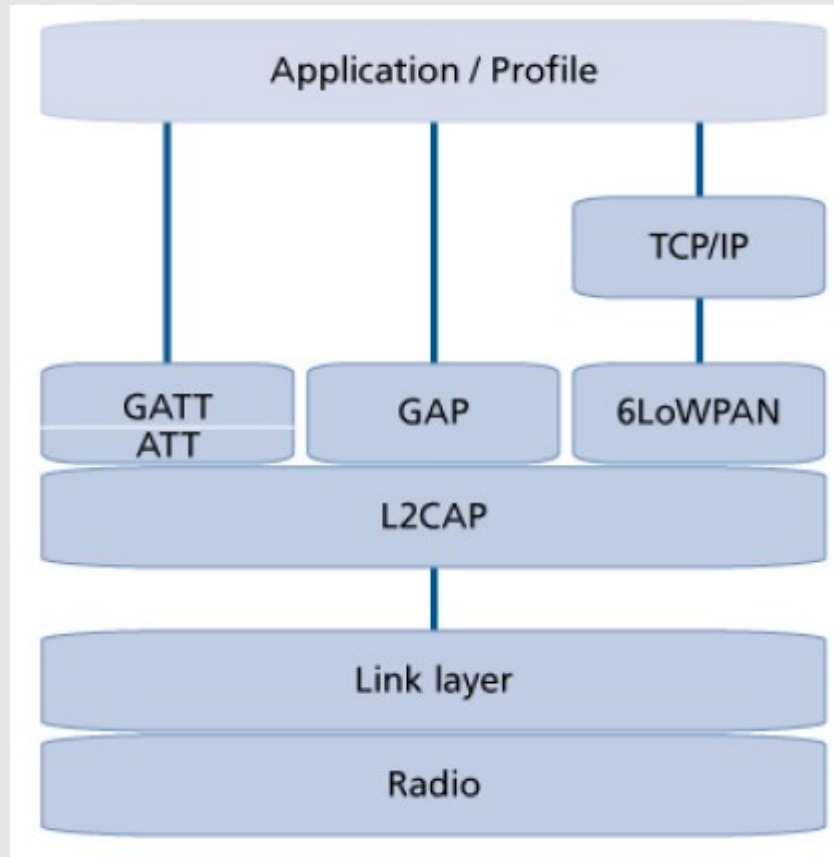 Application / Profile
TCP/IP
GATT
ATT
GAP
6LoWPAN
L2CAP
Link layer
Radio